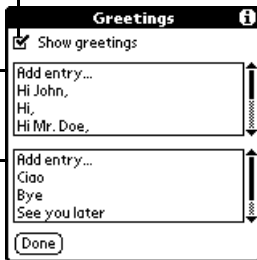 Greetings
Show greetings
Add entry...
Hi John,
Hi,
Hi Mr. Doe,
Add entry...
Ciao
Bye
See you later
Done